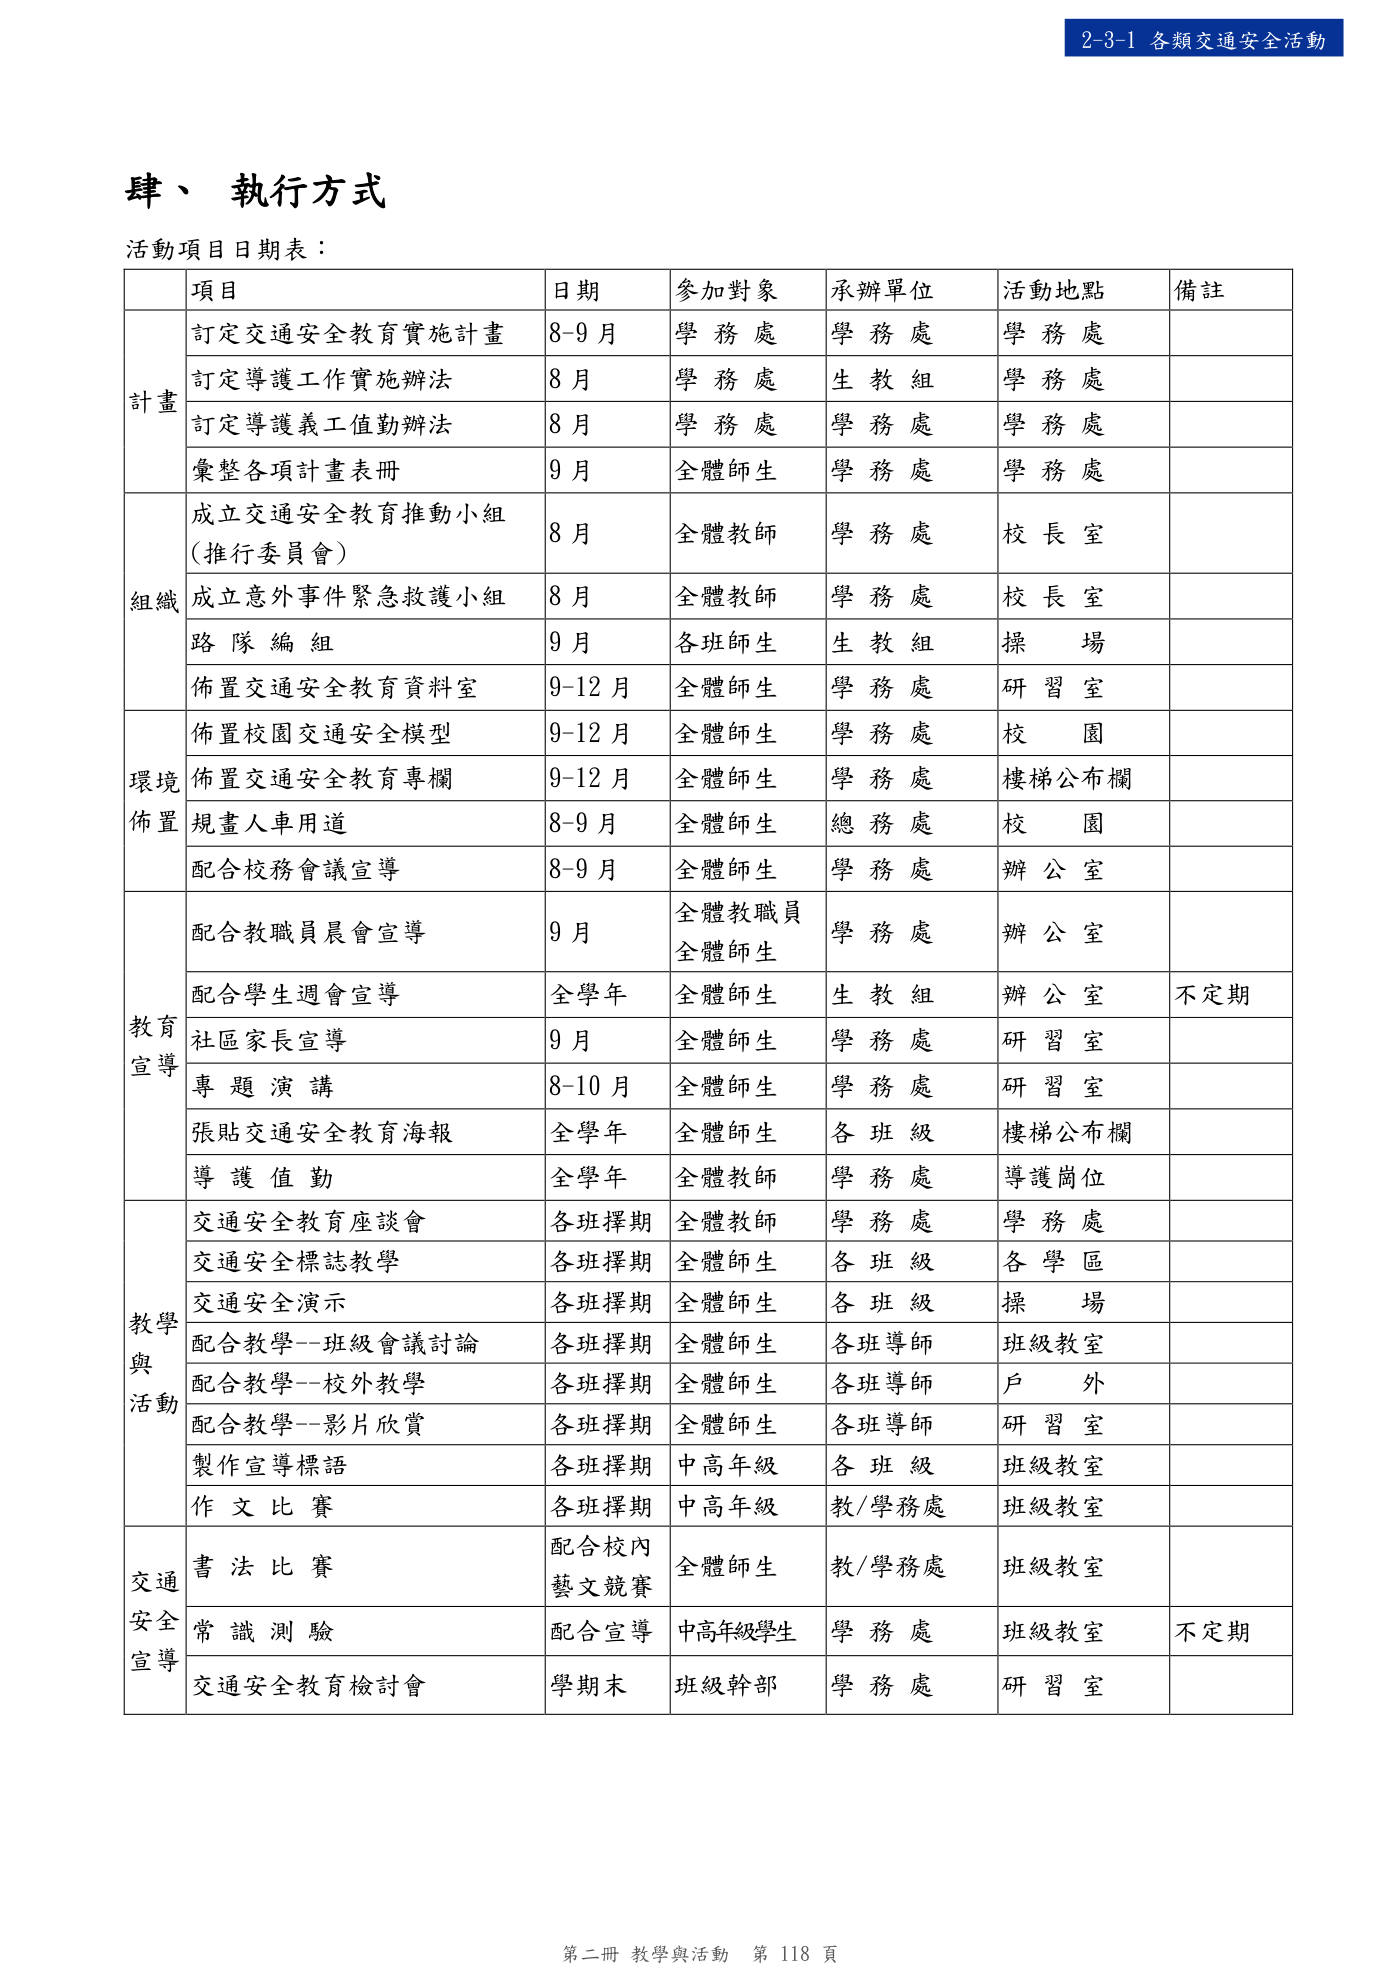 2-3-1 各類交通安全活動
肆、 執行方式
活動項目日期表：
項目 日期 參加對象 承辦單位 活動地點 備註
計畫
訂定交通安全教育實施計畫 8-9 月 學 務 處 學 務 處 學 務 處
訂定導護工作實施辦法 8 月 學 務 處 生 教 組 學 務 處
訂定導護義工值勤辦法 8 月 學 務 處 學 務 處 學 務 處
彙整各項計畫表冊 9 月 全體師生 學 務 處 學 務 處
組織
成立交通安全教育推動小組
(推行委員會) 8 月 全體教師 學 務 處 校 長 室
成立意外事件緊急救護小組 8 月 全體教師 學 務 處 校 長 室
路 隊 編 組 9 月 各班師生 生 教 組 操 場
佈置交通安全教育資料室 9-12 月 全體師生 學 務 處 研 習 室
環境
佈置
佈置校園交通安全模型 9-12 月 全體師生 學 務 處 校 園
佈置交通安全教育專欄 9-12 月 全體師生 學 務 處 樓梯公布欄
規畫人車用道 8-9 月 全體師生 總 務 處 校 園
配合校務會議宣導 8-9 月 全體師生 學 務 處 辦 公 室
教育
宣導
配合教職員晨會宣導 9 月 全體教職員
全體師生 學 務 處 辦 公 室
配合學生週會宣導 全學年 全體師生 生 教 組 辦 公 室 不定期
社區家長宣導 9 月 全體師生 學 務 處 研 習 室
專 題 演 講 8-10 月 全體師生 學 務 處 研 習 室
張貼交通安全教育海報 全學年 全體師生 各 班 級 樓梯公布欄
導 護 值 勤 全學年 全體教師 學 務 處 導護崗位
教學
與
活動
交通安全教育座談會 各班擇期 全體教師 學 務 處 學 務 處
交通安全標誌教學 各班擇期 全體師生 各 班 級 各 學 區
交通安全演示 各班擇期 全體師生 各 班 級 操 場
配合教學--班級會議討論 各班擇期 全體師生 各班導師 班級教室
配合教學--校外教學 各班擇期 全體師生 各班導師 戶 外
配合教學--影片欣賞 各班擇期 全體師生 各班導師 研 習 室
製作宣導標語 各班擇期 中高年級 各 班 級 班級教室
作 文 比 賽 各班擇期 中高年級 教/學務處 班級教室
交通
安全
宣導
書 法 比 賽 配合校內
藝文競賽 全體師生 教/學務處 班級教室
常 識 測 驗 配合宣導 中高年級學生 學 務 處 班級教室 不定期
交通安全教育檢討會 學期末 班級幹部 學 務 處 研 習 室
第二冊 教學與活動 第 118 頁